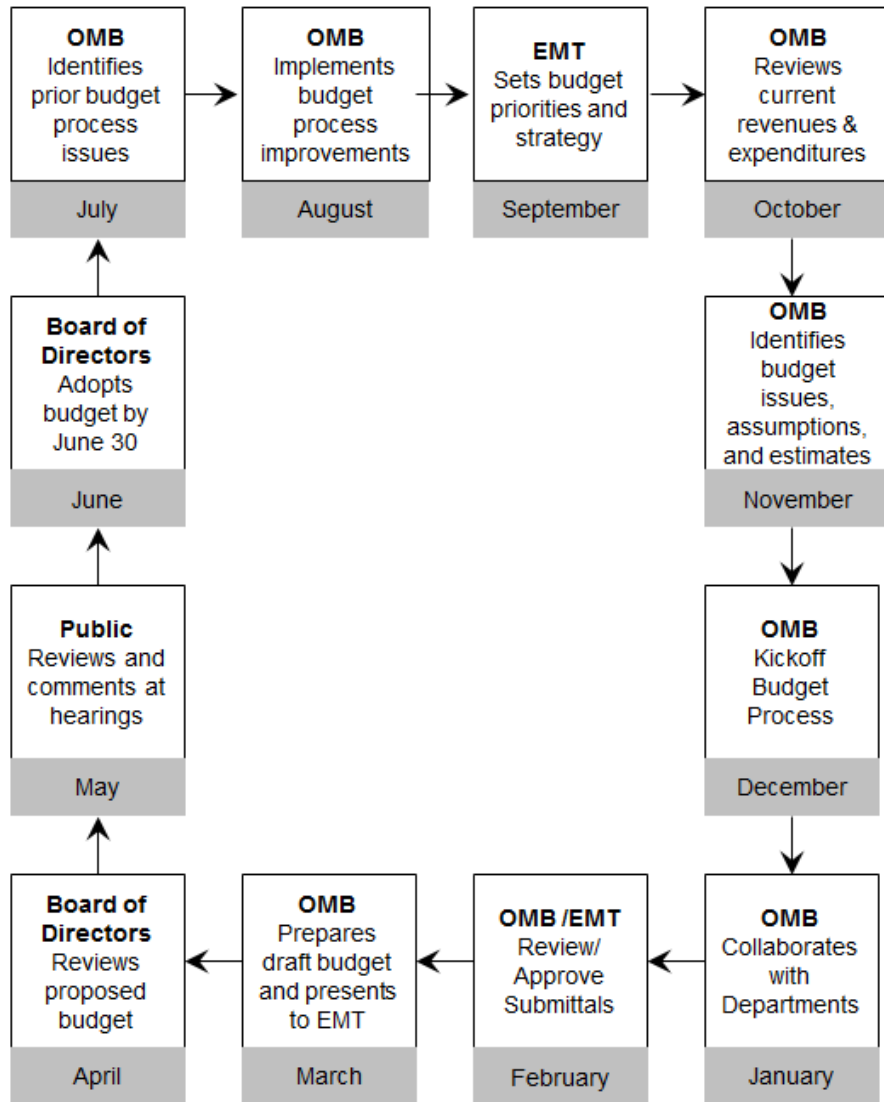 OMB
Identifies
prior budget
process
issues
July
OMB
Implements
budget
process
improvements
August
EMT
Sets budget
priorities and
strategy
September
OMB
Reviews
current
revenues &
expenditures
October
OMB
Identifies
budget
issues,
assumptions,
and estimates
November
OMB
Kickoff
Budget
Process
December
OMB
Collaborates
with
Departments
January
OMB /EMT
Review/
Approve
Submittals
February
OMB
Prepares
draft budget
and presents
to EMT
March
Board of
Directors
Reviews
proposed
budget
April
Public
Reviews and
comments at
hearings
May
Board of
Directors
Adopts
budget by
June 30
June